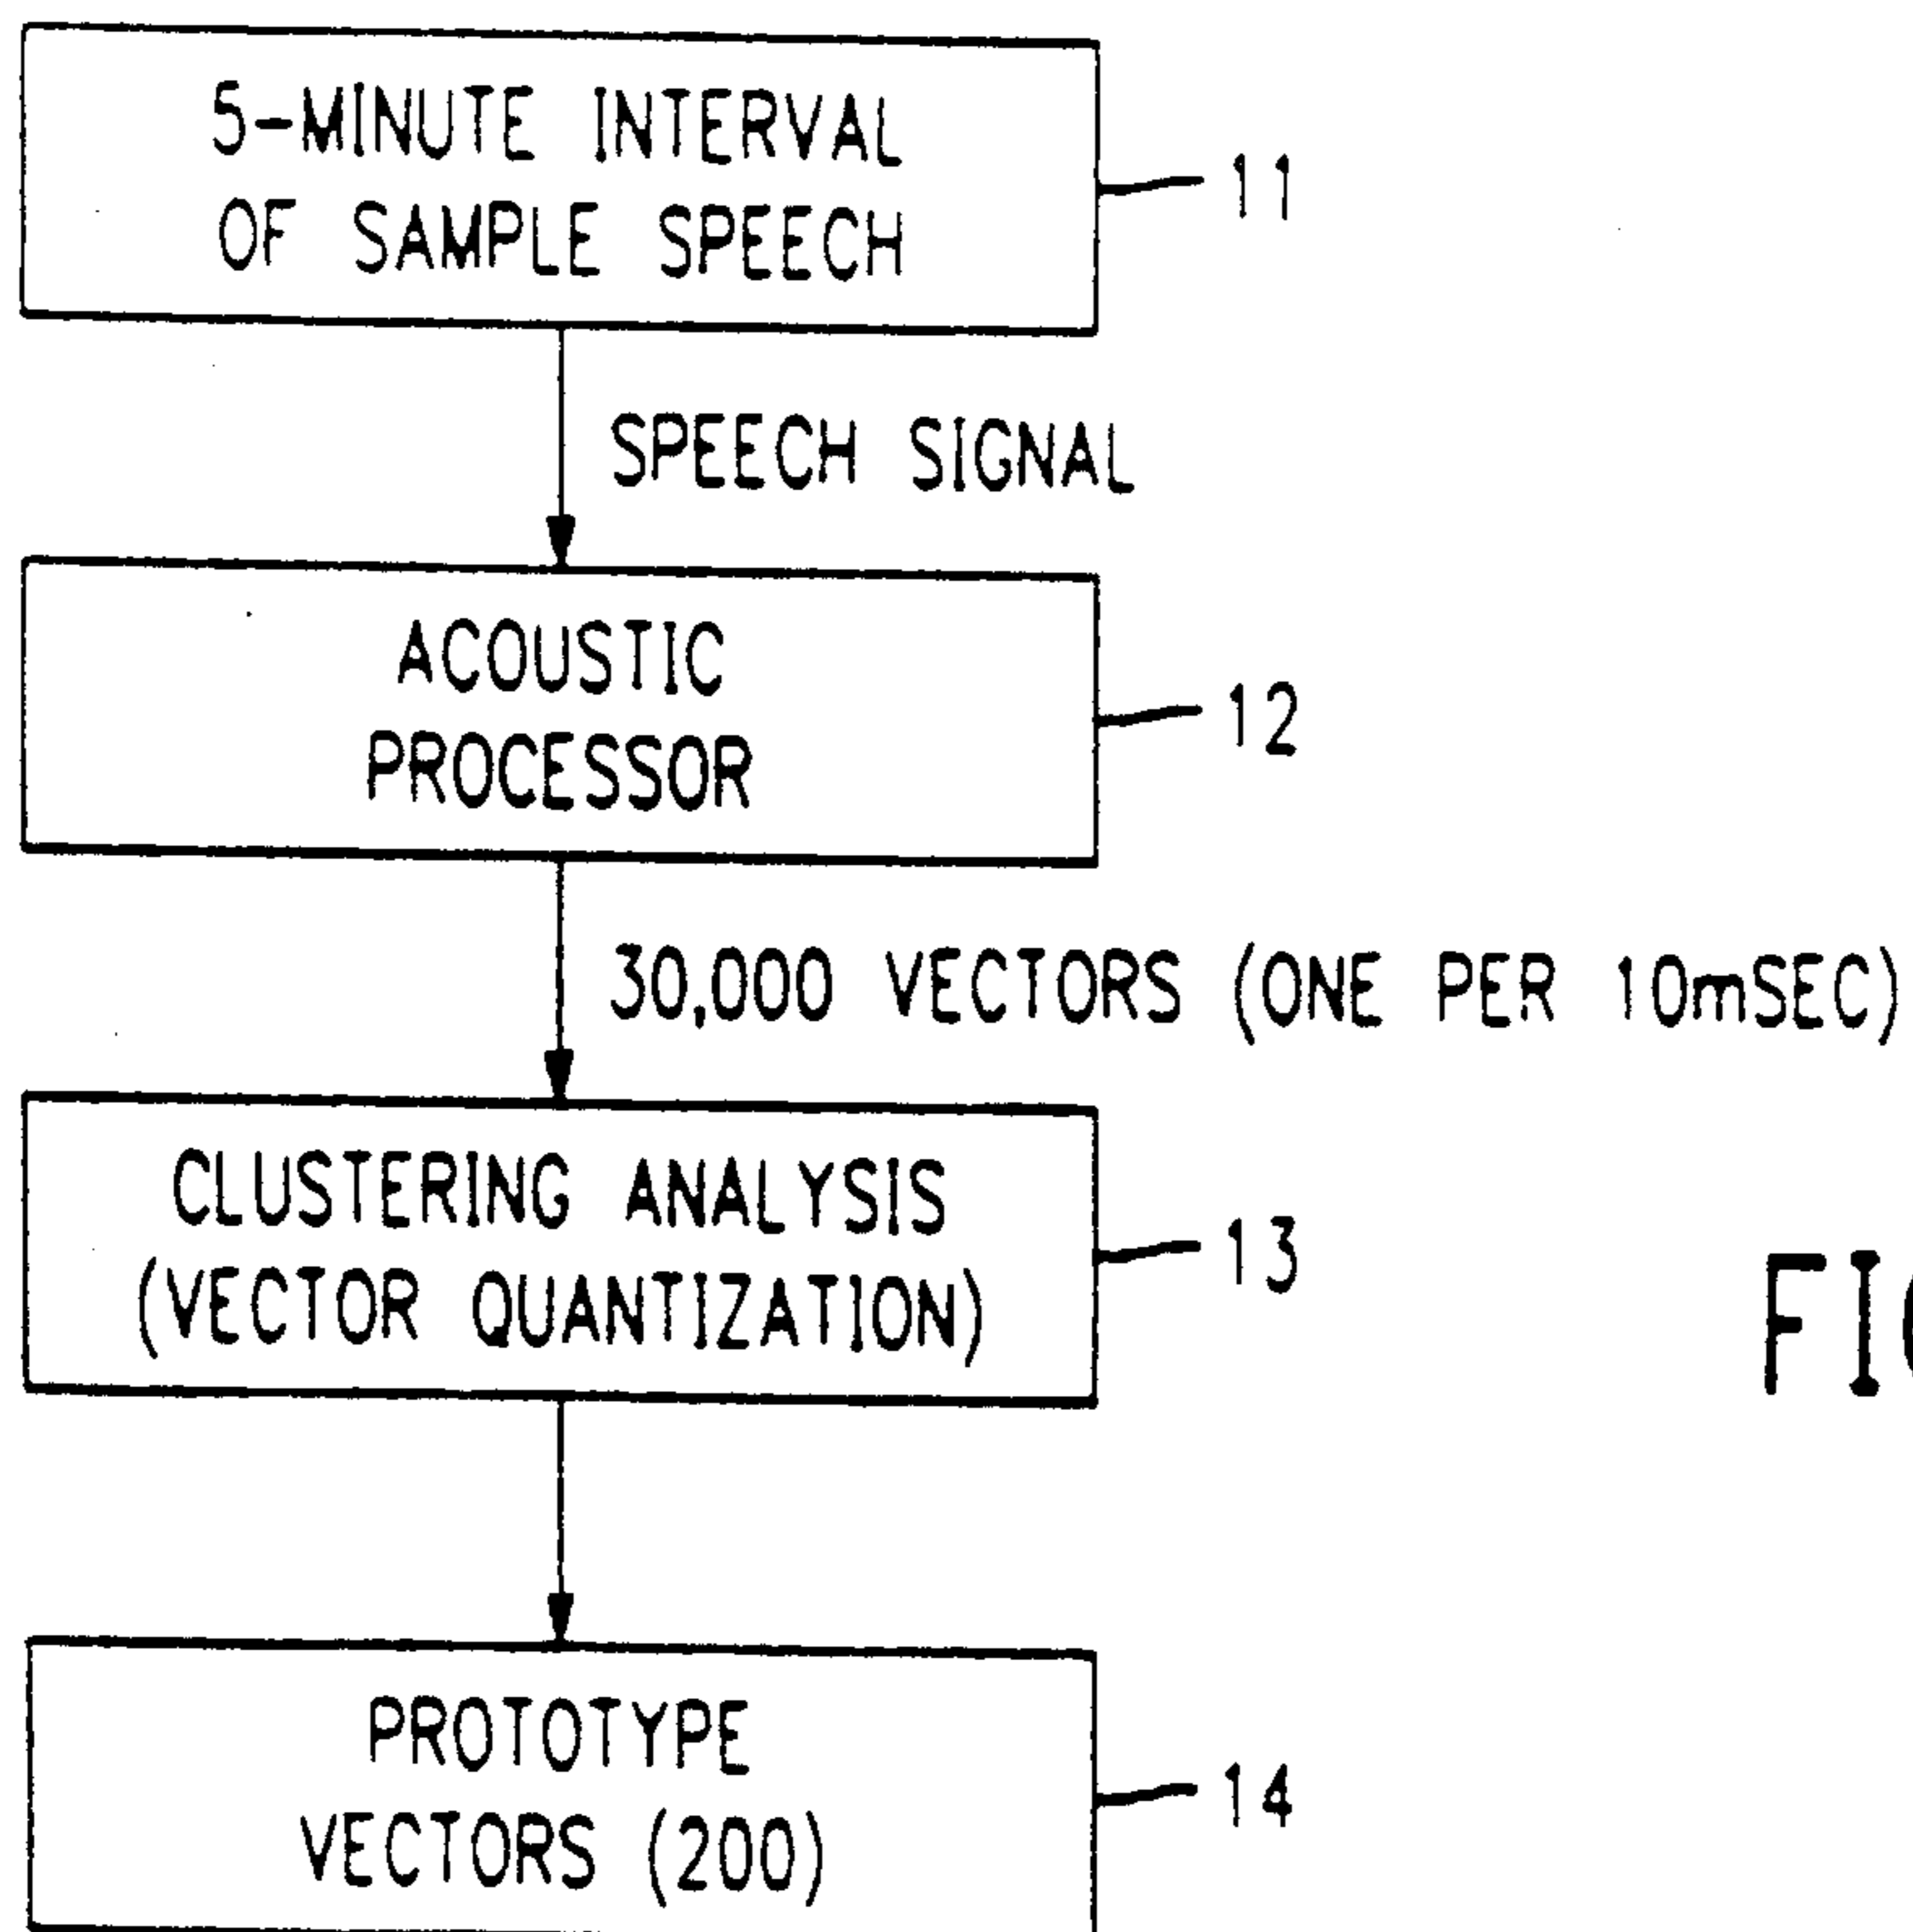 5-MINUTE INTERVAL
OF SAMPLE SPEECH
11
SPEECH SIGNAL
ACOUSTIC
PROCESSOR
12
30,000 VECTORS (ONE PER 10mSEC)
CLUSTERING ANALYSIS
(VECTOR QUANTIZATION)
13
PROTOTYPE
VECTORS (200)
14